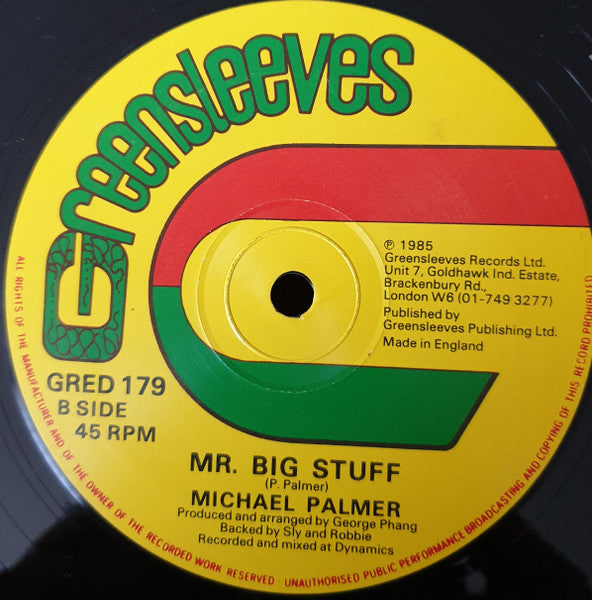 Greensleeves
℗ 1985
Greensleeves Records Ltd.
Unit 7, Goldhawk Ind. Estate,
Brackenbury Rd.,
London W6 (01-749 3277)
Published by
Greensleeves Publishing Ltd.
Made in England
GRED 179
B SIDE
45 RPM
MR. BIG STUFF
(P. Palmer)
MICHAEL PALMER
Produced and arranged by George Phang
Backed by Sly and Robbie
Recorded and mixed at Dynamics
ALL RIGHTS OF THE MANUFACTURER AND OF THE OWNER OF THE RECORDED WORK RESERVED · UNAUTHORISED PUBLIC PERFORMANCE BROADCASTING AND COPYING OF THIS RECORD PROHIBITED